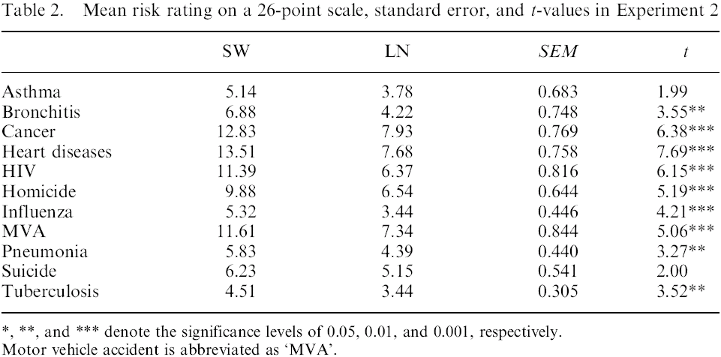 Table 2. Mean risk rating on a 26-point scale, standard error, and t-values in Experiment 2
SW LN SEM t
Asthma 5.14 3.78 0.683 1.99
Bronchitis 6.88 4.22 0.748 3.55**
Cancer 12.83 7.93 0.769 6.38***
Heart diseases 13.51 7.68 0.758 7.69***
HIV 11.39 6.37 0.816 6.15***
Homicide 9.88 6.54 0.644 5.19***
Influenza 5.32 3.44 0.446 4.21***
MVA 11.61 7.34 0.844 5.06***
Pneumonia 5.83 4.39 0.440 3.27**
Suicide 6.23 5.15 0.541 2.00
Tuberculosis 4.51 3.44 0.305 3.52**
*, **, and *** denote the significance levels of 0.05, 0.01, and 0.001, respectively.
Motor vehicle accident is abbreviated as ‘MVA’.